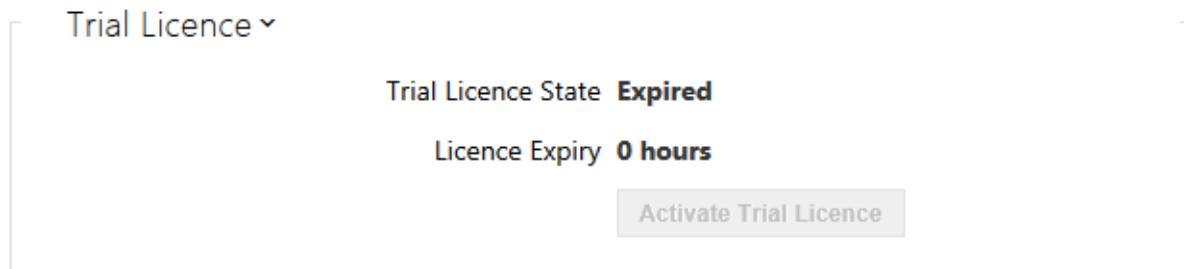 Trial Licence
Trial Licence State Expired
Licence Expiry 0 hours
Activate Trial Licence